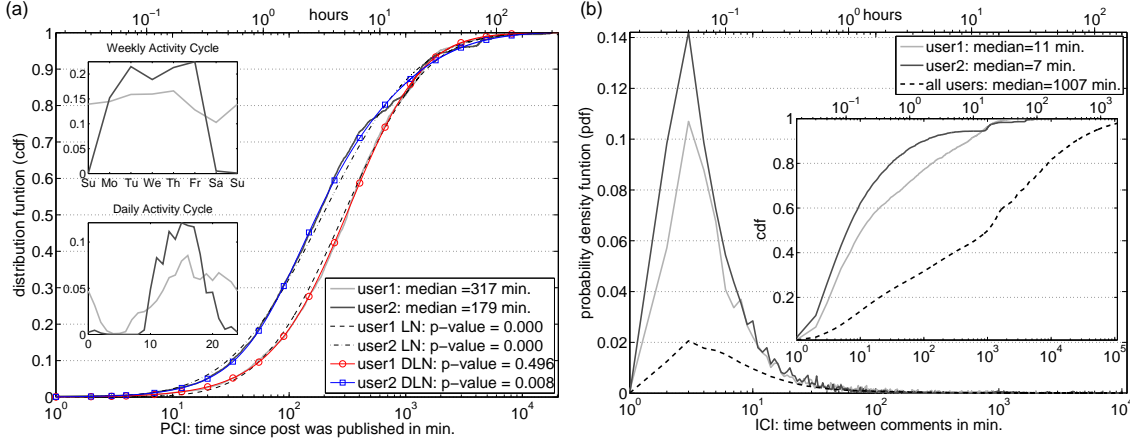 (a)
10^-1 10^0 hours 10^1 10^2
distribution funtion (cdf)
1
0.9
0.8
0.7
0.6
0.5
0.4
0.3
0.2
0.1
0
10^0 10^1 10^2 10^3 10^4
PCI: time since post was published in min.
Weekly Activity Cycle
0.20
0.15
0.10
0.05
0
Su Mo Tu We Th Fr Sa Su
Daily Activity Cycle
0.1
0.05
0
0 10 20
user1: median =317 min.
user2: median =179 min.
user1 LN: p-value = 0.000
user2 LN: p-value = 0.000
user1 DLN: p-value = 0.496
user2 DLN: p-value = 0.008
(b)
10^-1 10^0 hours 10^1 10^2
probability density funtion (pdf)
0.14
0.12
0.1
0.08
0.06
0.04
0.02
0
10^0 10^1 10^2 10^3 10^4
ICI: time between comments in min.
user1: median=11 min.
user2: median=7 min.
all users: median=1007 min.
10^-1 10^0 10^1 10^2 10^3
cdf
1
0.8
0.6
0.4
0.2
10^0 10^1 10^2 10^3 10^4 10^5